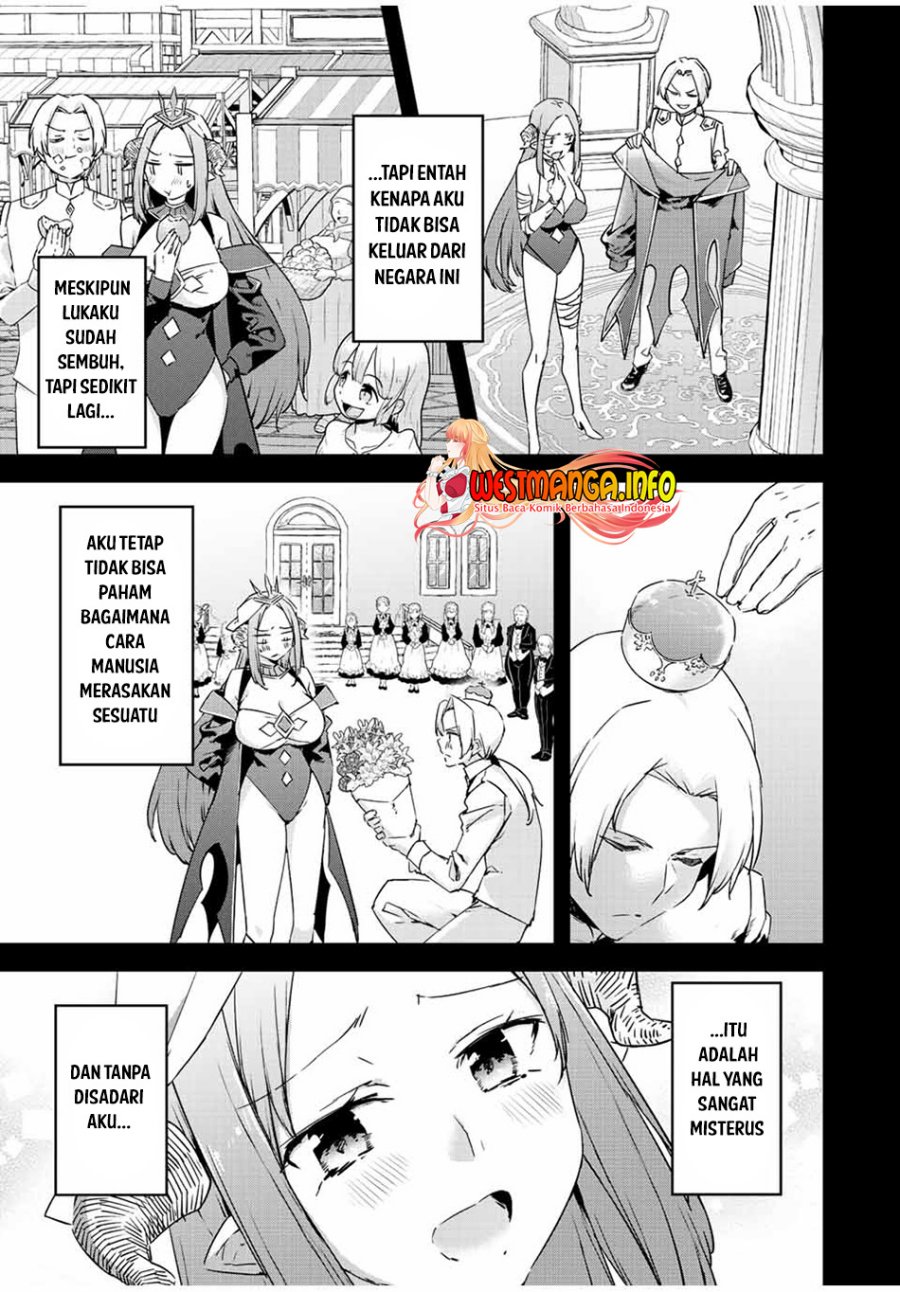 ...TAPI ENTAH
KENAPA AKU
TIDAK BISA
KELUAR DARI
NEGARA INI
MESKIPUN
LUKAKU
SUDAH
SEMBUH,
TAPI SEDIKIT
LAGI...
WESTMANGA.INFO
Situs Baca Komik Berbahasa Indonesia
AKU TETAP
TIDAK BISA
PAHAM
BAGAIMANA
CARA
MANUSIA
MERASAKAN
SESUATU
...ITU
ADALAH
HAL YANG
SANGAT
MISTERUS
DAN TANPA
DISADARI
AKU...